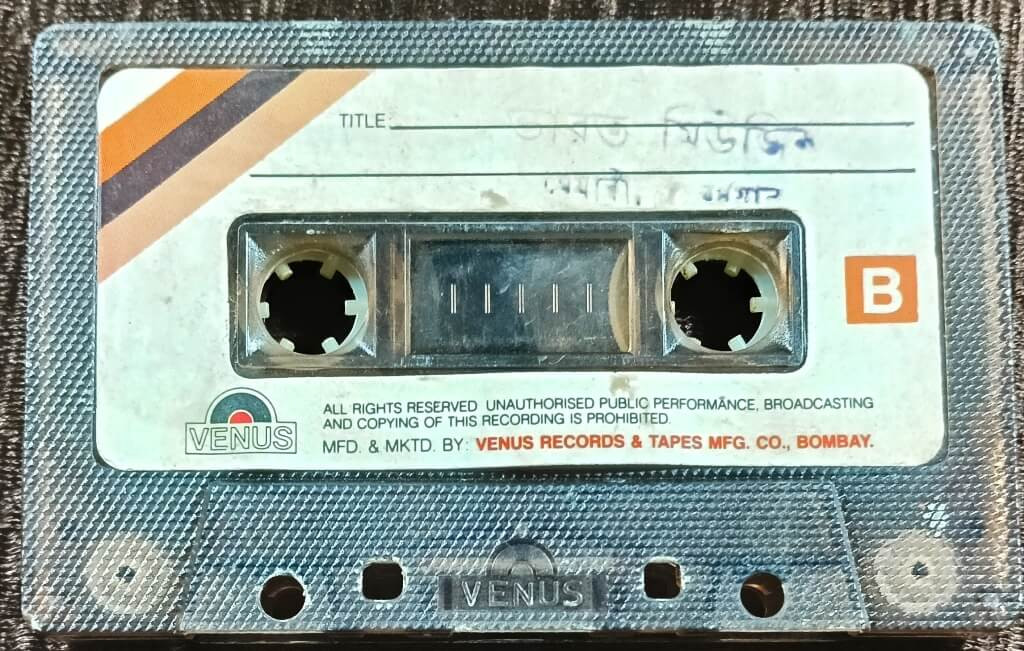 TITLE
ভারত মিউজিক
B
VENUS
ALL RIGHTS RESERVED UNAUTHORISED PUBLIC PERFORMANCE, BROADCASTING
AND COPYING OF THIS RECORDING IS PROHIBITED.
MFD. & MKTD. BY: VENUS RECORDS & TAPES MFG. CO., BOMBAY.
VENUS